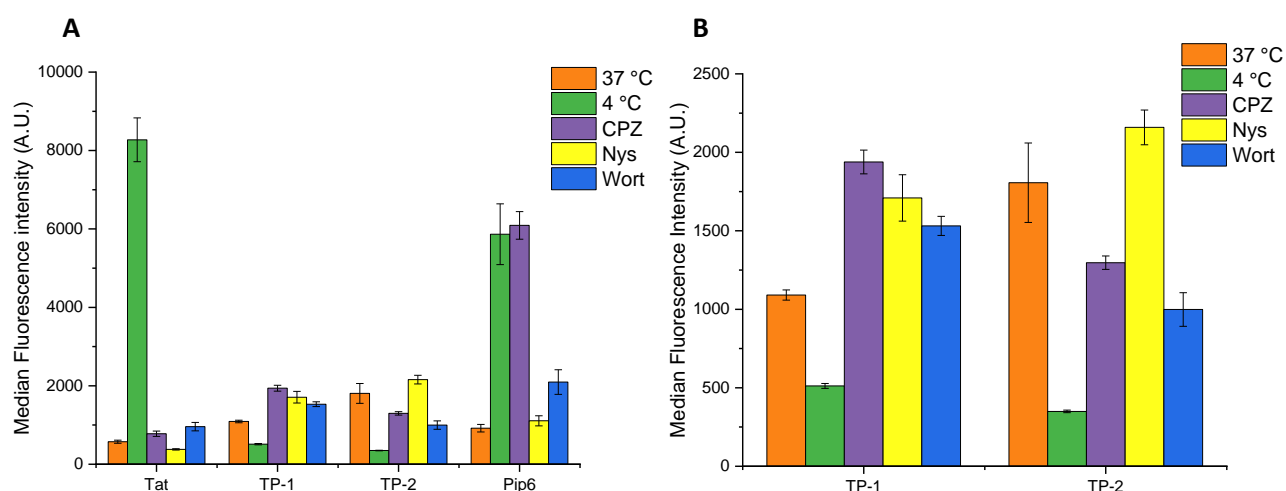 A
Median Fluorescence intensity (A.U.)
10000
8000
6000
4000
2000
0
Tat
TP-1
TP-2
Pip6
37 °C
4 °C
CPZ
Nys
Wort
B
Median Fluorescence Intensity (A.U.)
2500
2000
1500
1000
500
0
TP-1
TP-2
37 °C
4 °C
CPZ
Nys
Wort